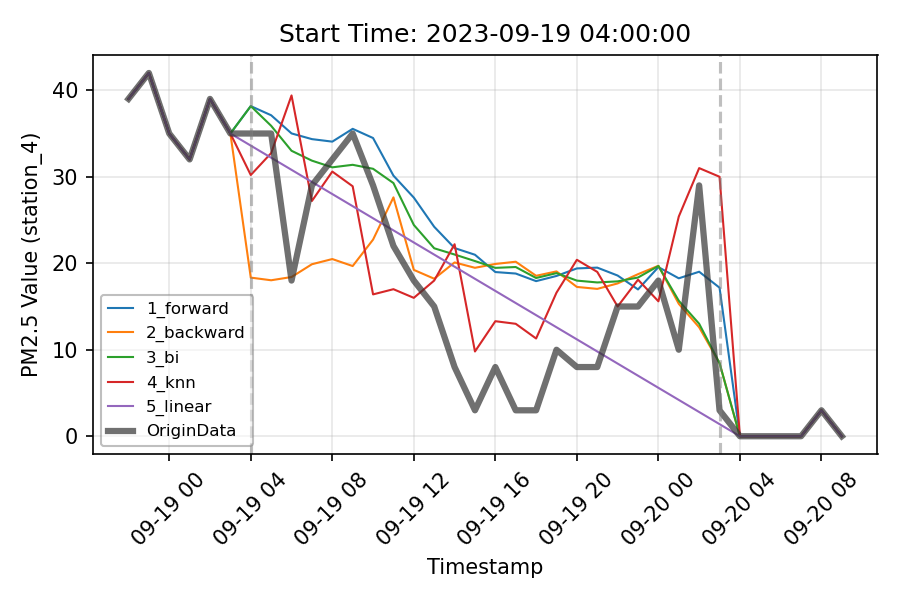 Start Time: 2023-09-19 04:00:00
PM2.5 Value (station_4)
40
30
20
10
0
1_forward
2_backward
3_bi
4_knn
5_linear
OriginData
09-19 00
09-19 04
09-19 08
09-19 12
09-19 16
09-19 20
09-20 00
09-20 04
09-20 08
Timestamp